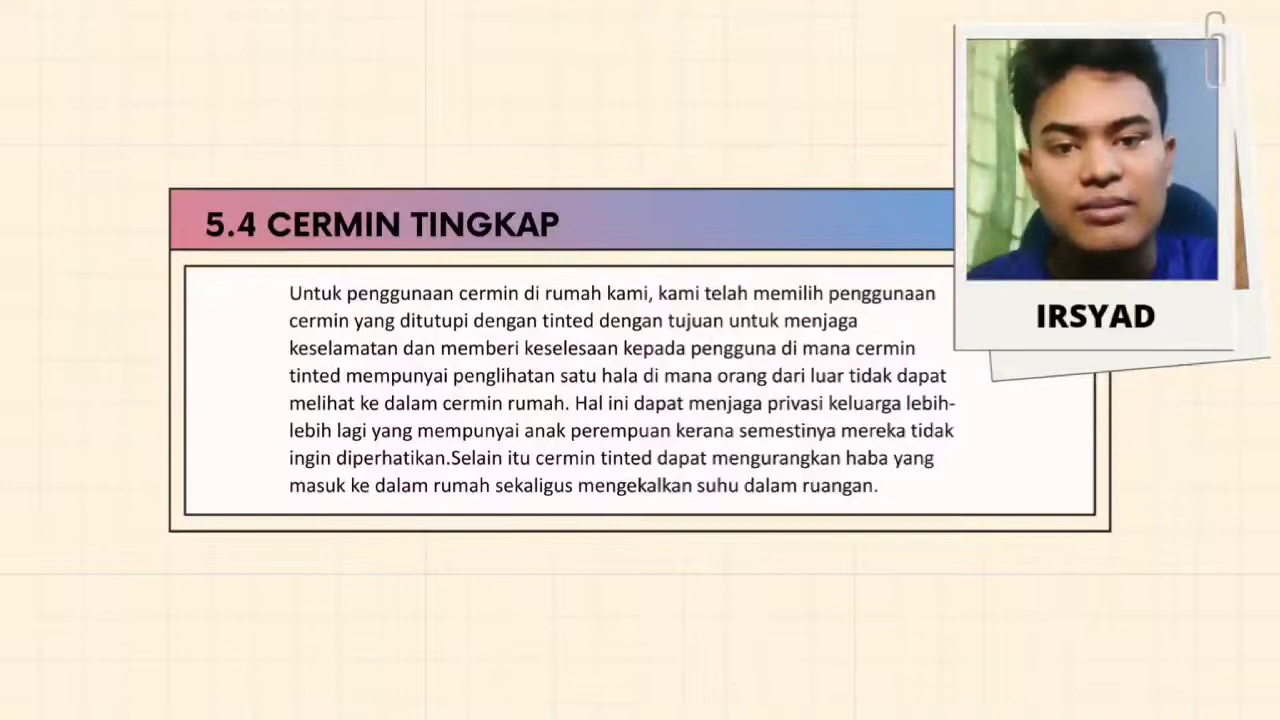 5.4 CERMIN TINGKAP
IRSYAD
Untuk penggunaan cermin di rumah kami, kami telah memilih penggunaan
cermin yang ditutupi dengan tinted dengan tujuan untuk menjaga
keselamatan dan memberi keselesaan kepada pengguna di mana cermin
tinted mempunyai penglihatan satu hala di mana orang dari luar tidak dapat
melihat ke dalam cermin rumah. Hal ini dapat menjaga privasi keluarga lebih-
lebih lagi yang mempunyai anak perempuan kerana semestinya mereka tidak
ingin diperhatikan.Selain itu cermin tinted dapat mengurangkan haba yang
masuk ke dalam rumah sekaligus mengekalkan suhu dalam ruangan.